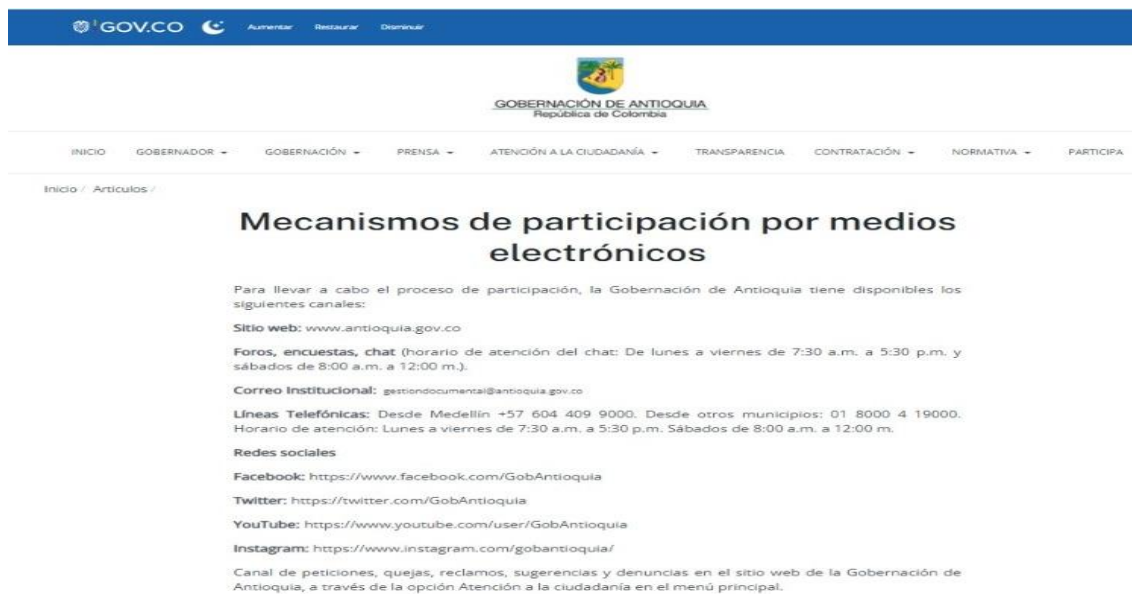 GOV.CO Aumentar Restaurar Disminuir
GOBERNACIÓN DE ANTIOQUIA
República de Colombia
INICIO GOBERNADOR GOBERNACIÓN PRENSA ATENCIÓN A LA CIUDADANÍA TRANSPARENCIA CONTRATACIÓN NORMATIVA PARTICIPA
Inicio / Artículos /
Mecanismos de participación por medios
electrónicos
Para llevar a cabo el proceso de participación, la Gobernación de Antioquia tiene disponibles los
siguientes canales:
Sitio web: www.antioquia.gov.co
Foros, encuestas, chat (horario de atención del chat: De lunes a viernes de 7:30 a.m. a 5:30 p.m. y
sábados de 8:00 a.m. a 12:00 m.).
Correo Institucional: gestiondocumental@antioquia.gov.co
Líneas Telefónicas: Desde Medellín +57 604 409 9000. Desde otros municipios: 01 8000 4 19000.
Horario de atención: Lunes a viernes de 7:30 a.m. a 5:30 p.m. Sábados de 8:00 a.m. a 12:00 m.
Redes sociales
Facebook: https://www.facebook.com/GobAntioquia
Twitter: https://twitter.com/GobAntioquia
YouTube: https://www.youtube.com/user/GobAntioquia
Instagram: https://www.instagram.com/gobantioquia/
Canal de peticiones, quejas, reclamos, sugerencias y denuncias en el sitio web de la Gobernación de
Antioquia, a través de la opción Atención a la ciudadanía en el menú principal.